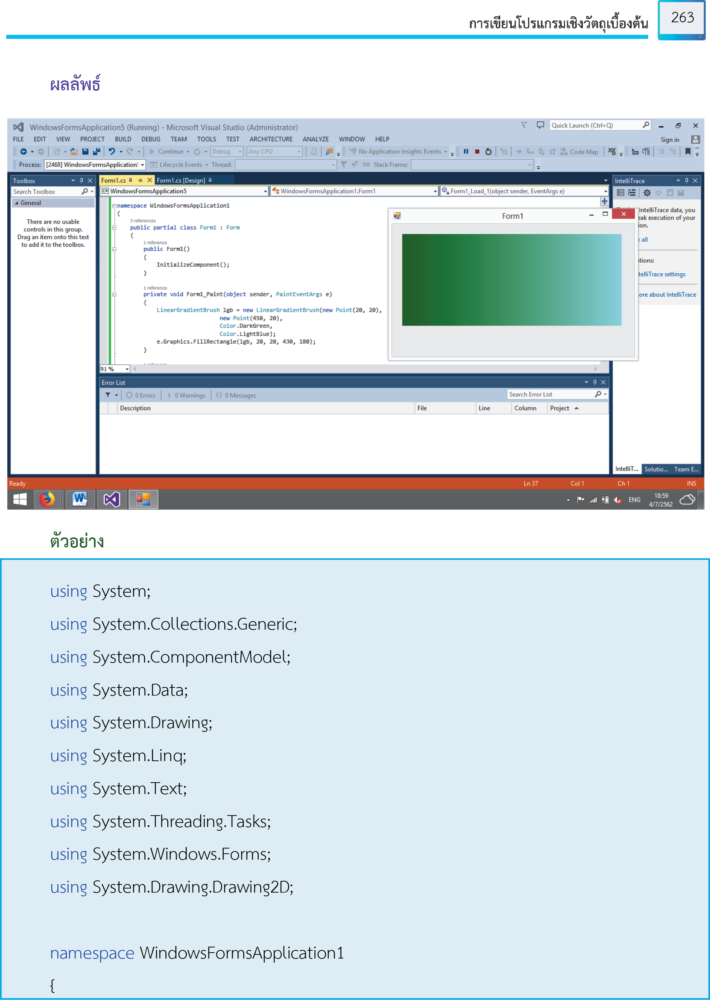 การเขียนโปรแกรมเชิงวัตถุเบื้องต้น 263
ผลลัพธ์
WindowsFormsApplication5 (Running) - Microsoft Visual Studio (Administrator) Quick Launch (Ctrl+Q)
FILE EDIT VIEW PROJECT BUILD DEBUG TEAM TOOLS TEST ARCHITECTURE ANALYZE WINDOW HELP Sign in
Continue Debug Any CPU No Application Insights Events Code Map
Process: [2468] WindowsFormsApplication Lifecycle Events Thread: Stack Frame:
Toolbox
Search Toolbox
General
There are no usable
controls in this group.
Drag an item onto this text
to add it to the toolbox.
Form1.cs Form1.cs [Design]
C# WindowsFormsApplication5 WindowsFormsApplication1.Form1 Form1_Load_1(object sender, EventArgs e)
namespace WindowsFormsApplication1
{
3 references
public partial class Form1 : Form
{
1 reference
public Form1()
{
InitializeComponent();
}
1 reference
private void Form1_Paint(object sender, PaintEventArgs e)
{
LinearGradientBrush lgb = new LinearGradientBrush(new Point(20, 20),
new Point(450, 20),
Color.DarkGreen,
Color.LightBlue);
e.Graphics.FillRectangle(lgb, 20, 20, 430, 180);
}
91 %
Form1
IntelliTrace
IntelliTrace data, you
eak execution of your
ion.
all
tions:
telliTrace settings
ore about IntelliTrace
Error List
0 Errors 0 Warnings 0 Messages Search Error List
Description File Line Column Project
IntelliT... Solutio... Team E...
Ready Ln 37 Col 1 Ch 1 INS
ENG 18:59
4/7/2562
ตัวอย่าง
using System;
using System.Collections.Generic;
using System.ComponentModel;
using System.Data;
using System.Drawing;
using System.Linq;
using System.Text;
using System.Threading.Tasks;
using System.Windows.Forms;
using System.Drawing.Drawing2D;
namespace WindowsFormsApplication1
{